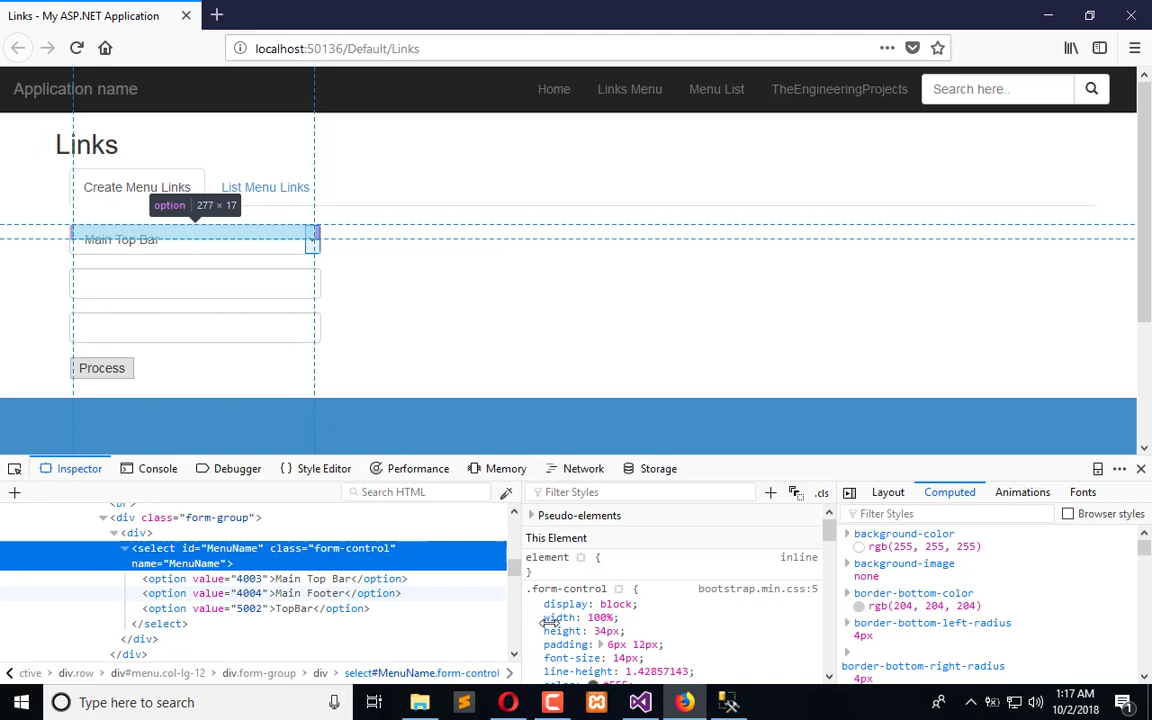 Links - My ASP.NET Application
localhost:50136/Default/Links
Application name
Home
Links Menu
Menu List
TheEngineeringProjects
Search here..
Links
Create Menu Links
List Menu Links
option 277 × 17
Main Top Bar
Process
Inspector
Console
Debugger
{ } Style Editor
Performance
Memory
Network
Storage
Search HTML
Filter Styles
.cls
Layout
Computed
Animations
Fonts
Filter Styles
Browser styles
<div class="form-group">
<div>
<select id="MenuName" class="form-control"
name="MenuName">
<option value="4003">Main Top Bar</option>
<option value="4004">Main Footer</option>
<option value="5002">TopBar</option>
</select>
</div>
</div>
ctive
div.row
div#menu.col-lg-12
div.form-group
select#MenuName.form-control
Pseudo-elements
This Element
element { inline
}
.form-control { bootstrap.min.css:5
display: block;
width: 100%;
height: 34px;
padding: 6px 12px;
font-size: 14px;
line-height: 1.42857143;
color: #555;
background-color
rgb(255, 255, 255)
background-image
none
border-bottom-color
rgb(204, 204, 204)
border-bottom-left-radius
4px
border-bottom-right-radius
4px
Type here to search
1:17 AM
10/2/2018
1